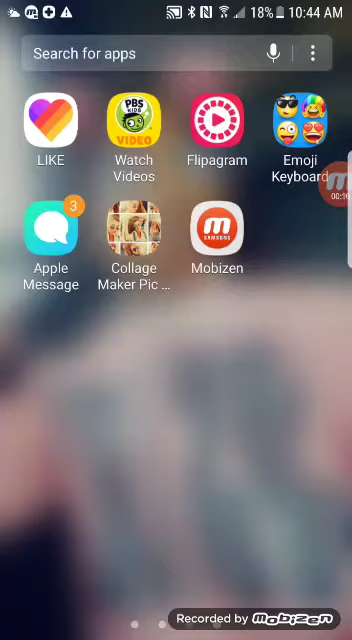 18% 10:44 AM
Search for apps
PBS
KIDS
VIDEO
LIKE
Watch
Videos
Flipagram
Emoji
Keyboard
3
m
SAMSUNG
Apple
Message
Collage
Maker Pic ...
Mobizen
Recorded by Mobizen